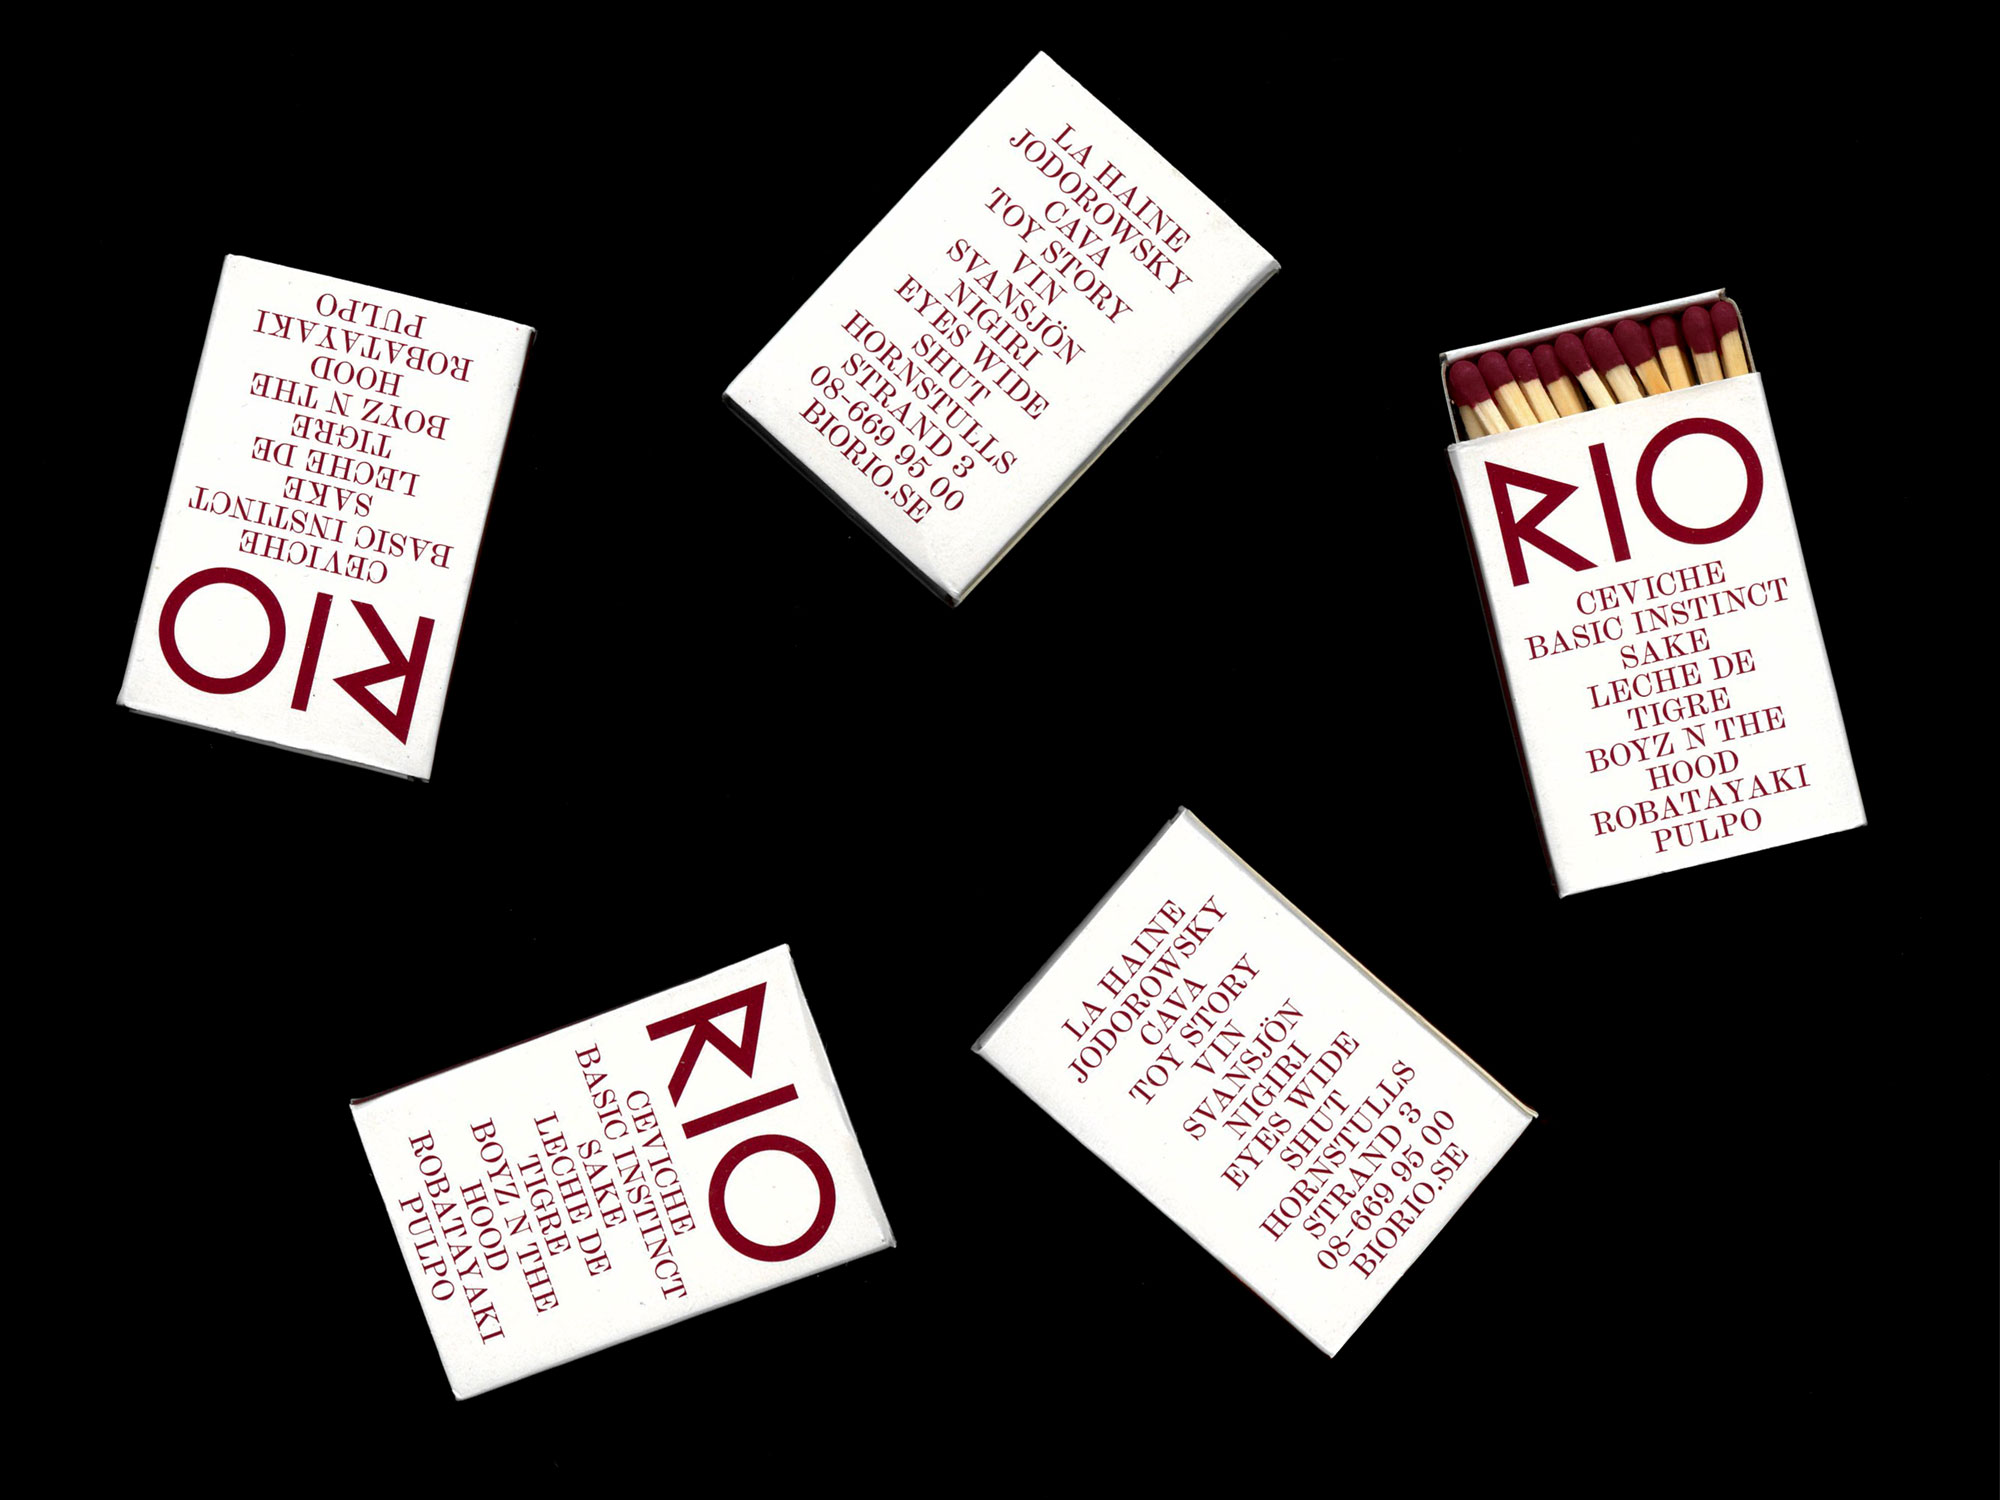 LA HAINE
JODOROWSKY
CAVA
TOY STORY
VIN
SVANSJÖN
NIGIRI
EYES WIDE
SHUT
HORNSTULLS
STRAND 3
08-669 95 00
BIORIO.SE
RIO
CEVICHE
BASIC INSTINCT
SAKE
LECHE DE
TIGRE
BOYZ N THE
HOOD
ROBATAYAKI
PULPO
RIO
CEVICHE
BASIC INSTINCT
SAKE
LECHE DE
TIGRE
BOYZ N THE
HOOD
ROBATAYAKI
PULPO
RIO
CEVICHE
BASIC INSTINCT
SAKE
LECHE DE
TIGRE
BOYZ N THE
HOOD
ROBATAYAKI
PULPO
LA HAINE
JODOROWSKY
CAVA
TOY STORY
VIN
SVANSJÖN
NIGIRI
EYES WIDE
SHUT
HORNSTULLS
STRAND 3
08-669 95 00
BIORIO.SE